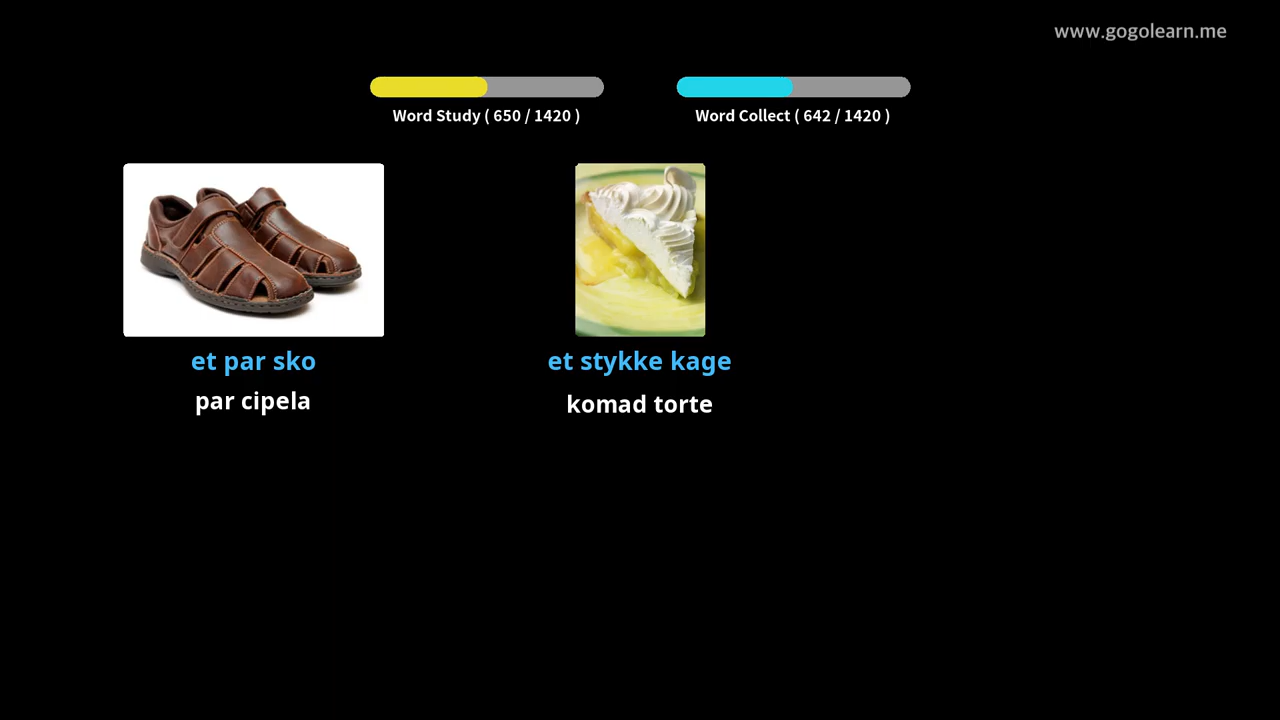 www.gogolearn.me
Word Study ( 650 / 1420 )
Word Collect ( 642 / 1420 )
et par sko
par cipela
et stykke kage
komad torte